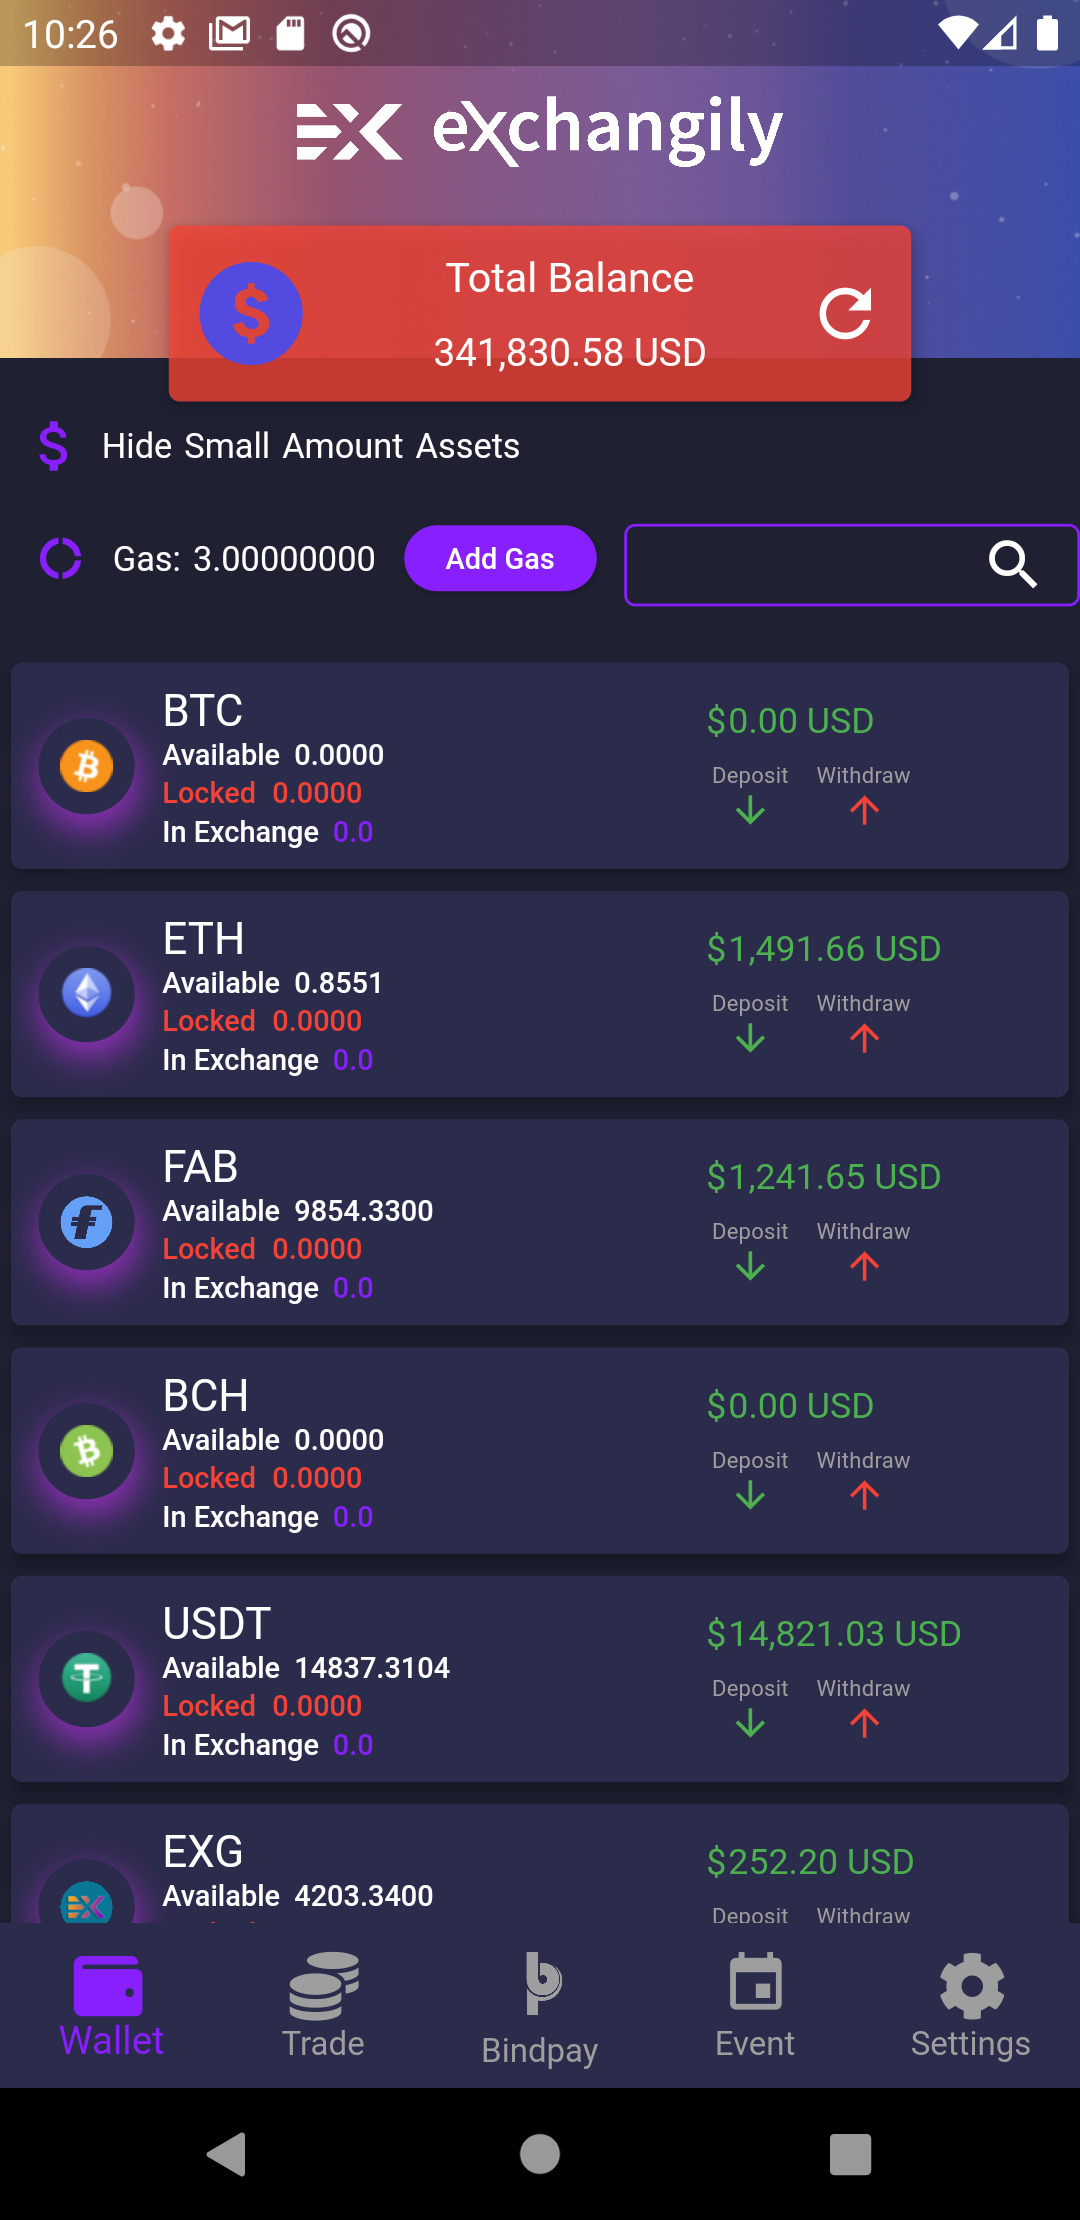 10:26
exchangily
Total Balance
341,830.58 USD
Hide Small Amount Assets
Gas: 3.00000000 Add Gas
BTC
$0.00 USD
Available 0.0000
Deposit Withdraw
Locked 0.0000
In Exchange 0.0
ETH
$1,491.66 USD
Available 0.8551
Deposit Withdraw
Locked 0.0000
In Exchange 0.0
FAB
$1,241.65 USD
Available 9854.3300
Deposit Withdraw
Locked 0.0000
In Exchange 0.0
BCH
$0.00 USD
Available 0.0000
Deposit Withdraw
Locked 0.0000
In Exchange 0.0
USDT
$14,821.03 USD
Available 14837.3104
Deposit Withdraw
Locked 0.0000
In Exchange 0.0
EXG
$252.20 USD
Available 4203.3400
Deposit Withdraw
Wallet Trade Bindpay Event Settings